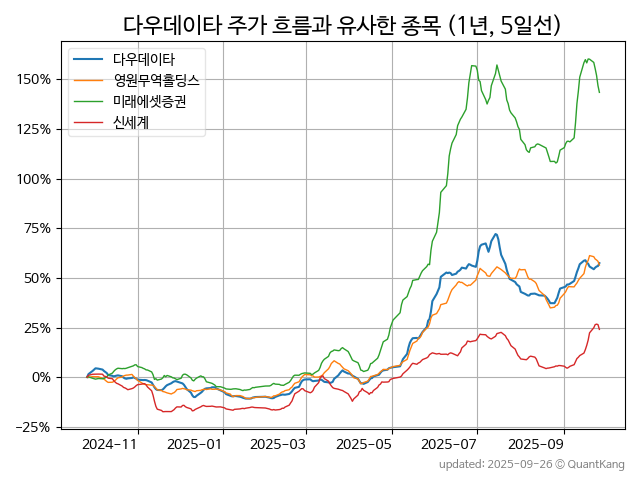 다우데이타 주가 흐름과 유사한 종목 (1년, 5일선)
다우데이타
영원무역홀딩스
미래에셋증권
신세계
150%
125%
100%
75%
50%
25%
0%
−25%
2024−11 2025−01 2025−03 2025−05 2025−07 2025−09
updated: 2025-09-26 © QuantKang